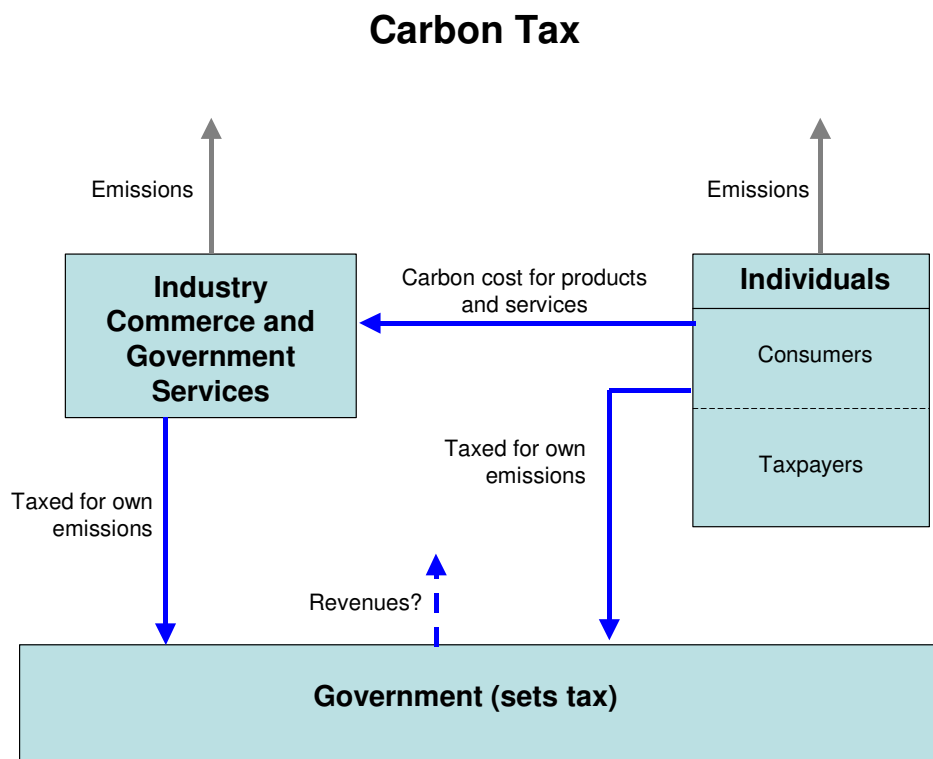 Carbon Tax
Emissions
Emissions
Industry
Commerce and
Government
Services
Carbon cost for products
and services
Individuals
Consumers
Taxpayers
Taxed for own
emissions
Taxed for own
emissions
Revenues?
Government (sets tax)